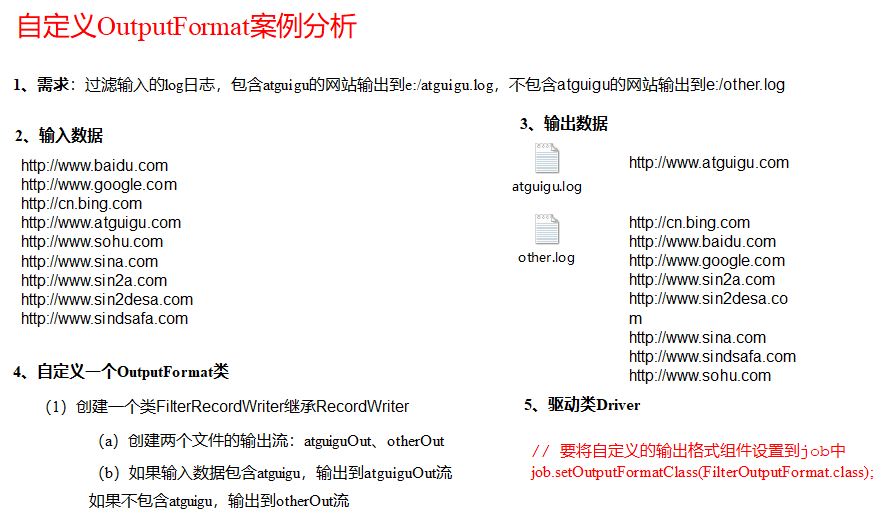 自定义OutputFormat案例分析
1、需求：过滤输入的log日志，包含atguigu的网站输出到e:/atguigu.log，不包含atguigu的网站输出到e:/other.log
2、输入数据
http://www.baidu.com
http://www.google.com
http://cn.bing.com
http://www.atguigu.com
http://www.sohu.com
http://www.sina.com
http://www.sin2a.com
http://www.sin2desa.com
http://www.sindsafa.com
3、输出数据
atguigu.log
http://www.atguigu.com
other.log
http://cn.bing.com
http://www.baidu.com
http://www.google.com
http://www.sin2a.com
http://www.sin2desa.co
m
http://www.sina.com
http://www.sindsafa.com
http://www.sohu.com
4、自定义一个OutputFormat类
（1）创建一个类FilterRecordWriter继承RecordWriter
（a）创建两个文件的输出流：atguiguOut、otherOut
（b）如果输入数据包含atguigu，输出到atguiguOut流
如果不包含atguigu，输出到otherOut流
5、驱动类Driver
// 要将自定义的输出格式组件设置到job中
job.setOutputFormatClass(FilterOutputFormat.class);